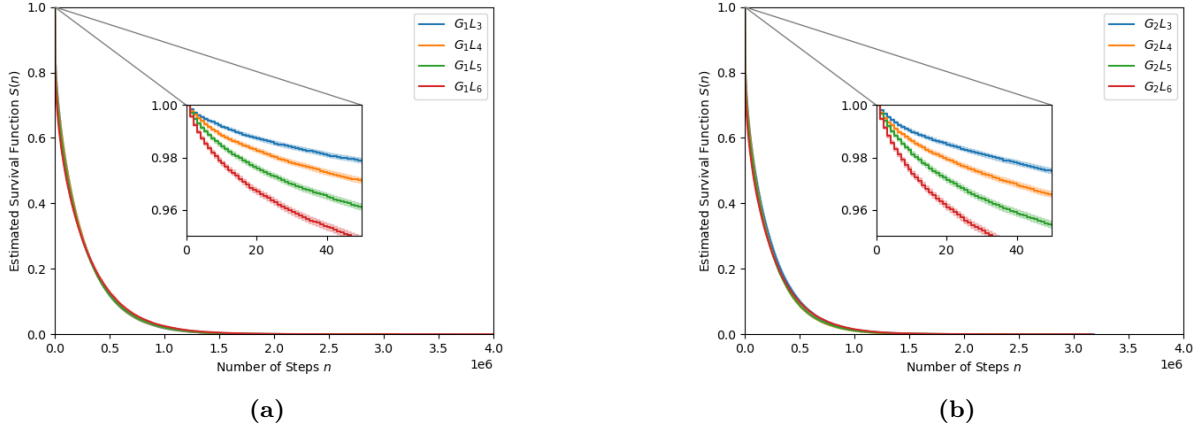 1.0
0.8
0.6
0.4
0.2
0.0
Estimated Survival Function S(n)
G₁L₃
G₁L₄
G₁L₅
G₁L₆
1.00
0.98
0.96
0 20 40
0.0 0.5 1.0 1.5 2.0 2.5 3.0 3.5 4.0
1e6
Number of Steps n
(a)
1.0
0.8
0.6
0.4
0.2
0.0
Estimated Survival Function S(n)
G₂L₃
G₂L₄
G₂L₅
G₂L₆
1.00
0.98
0.96
0 20 40
0.0 0.5 1.0 1.5 2.0 2.5 3.0 3.5 4.0
1e6
Number of Steps n
(b)